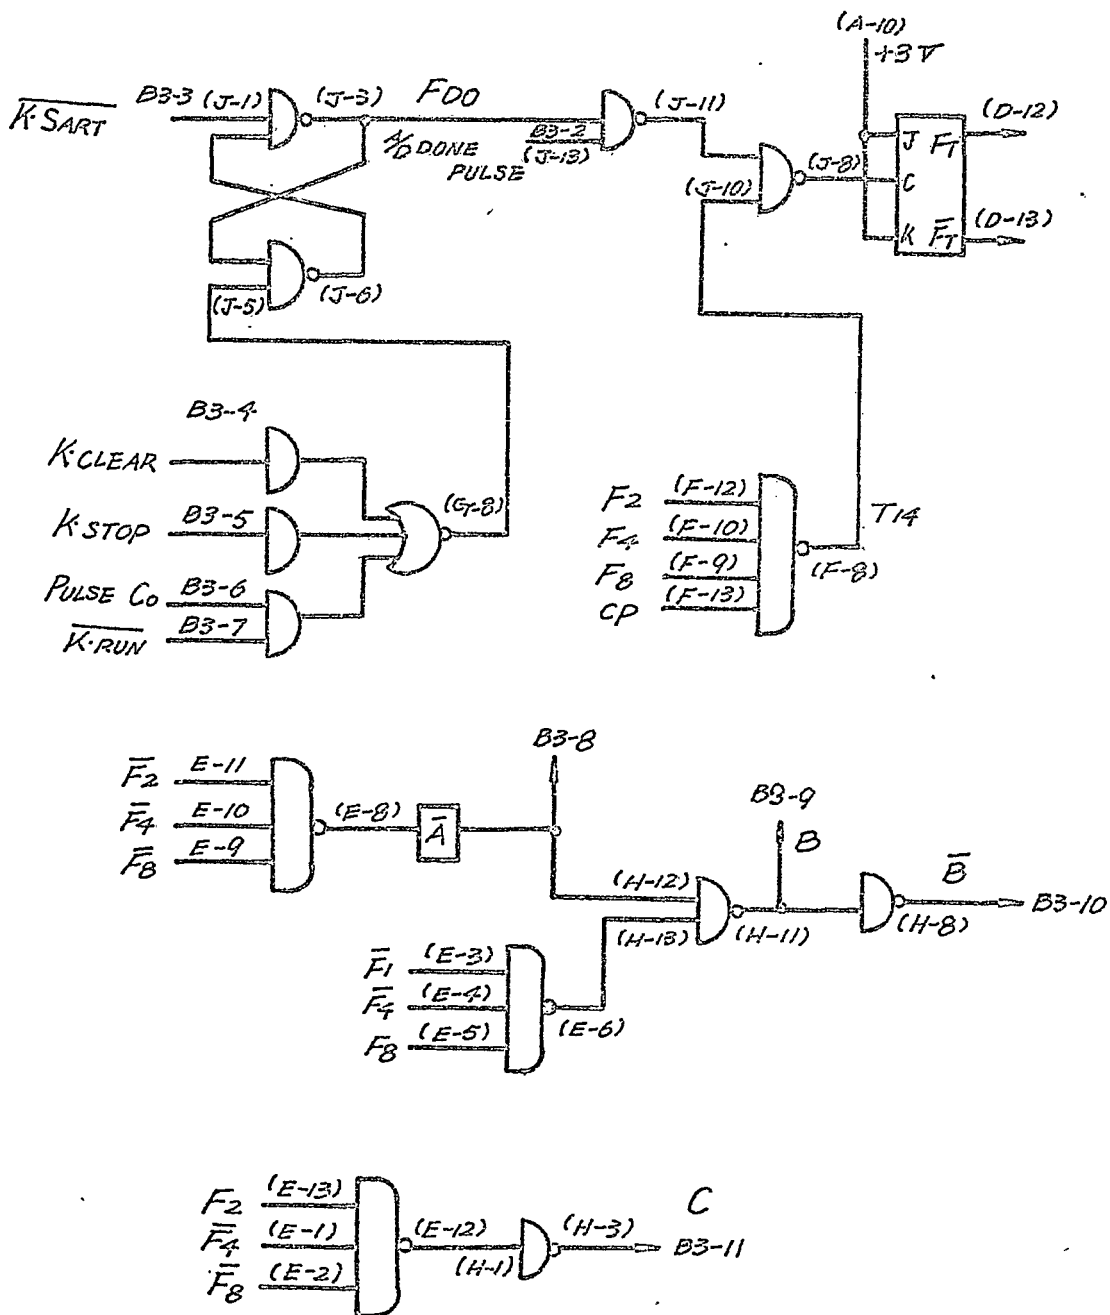 (A-10)
+3V
K·SART B3-3 (J-1) (J-3) FDO (J-11) (D-12)
A/D DONE PULSE B3-2 (J-13)
J FT
(J-10) (J-8) C
K FT (D-13)
(J-5) (J-6)
B3-4
K·CLEAR
K·STOP B3-5 (G-8)
PULSE Co B3-6
K·RUN B3-7
F2 (F-12)
F4 (F-10) T14
F8 (F-9) (F-8)
CP (F-13)
B3-8
F2 E-11
F4 E-10 (E-8) A
F8 E-9
B3-9
B B
(H-12)
(H-13) (H-11) (H-8) B3-10
F1 (E-3)
F4 (E-4) (E-6)
F8 (E-5)
F2 (E-13) C
F4 (E-1) (E-12) (H-3) B3-11
(H-1)
F8 (E-2)